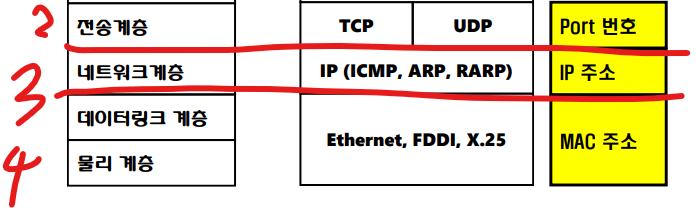 2 전송계층 TCP UDP Port 번호
3 네트워크계층 IP (ICMP, ARP, RARP) IP 주소
데이터링크 계층
Ethernet, FDDI, X.25 MAC 주소
4 물리 계층